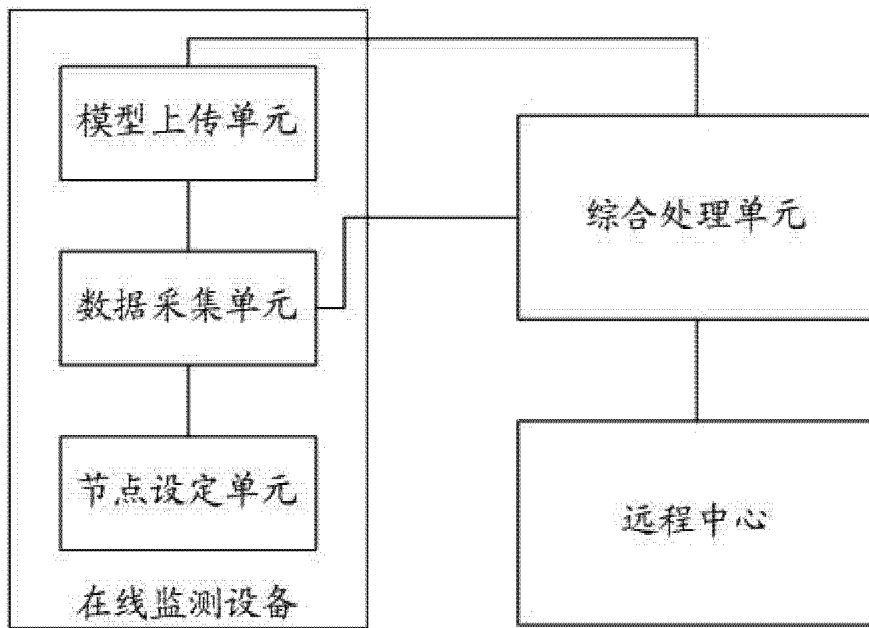 模型上传单元
数据采集单元
节点设定单元
在线监测设备
综合处理单元
远程中心